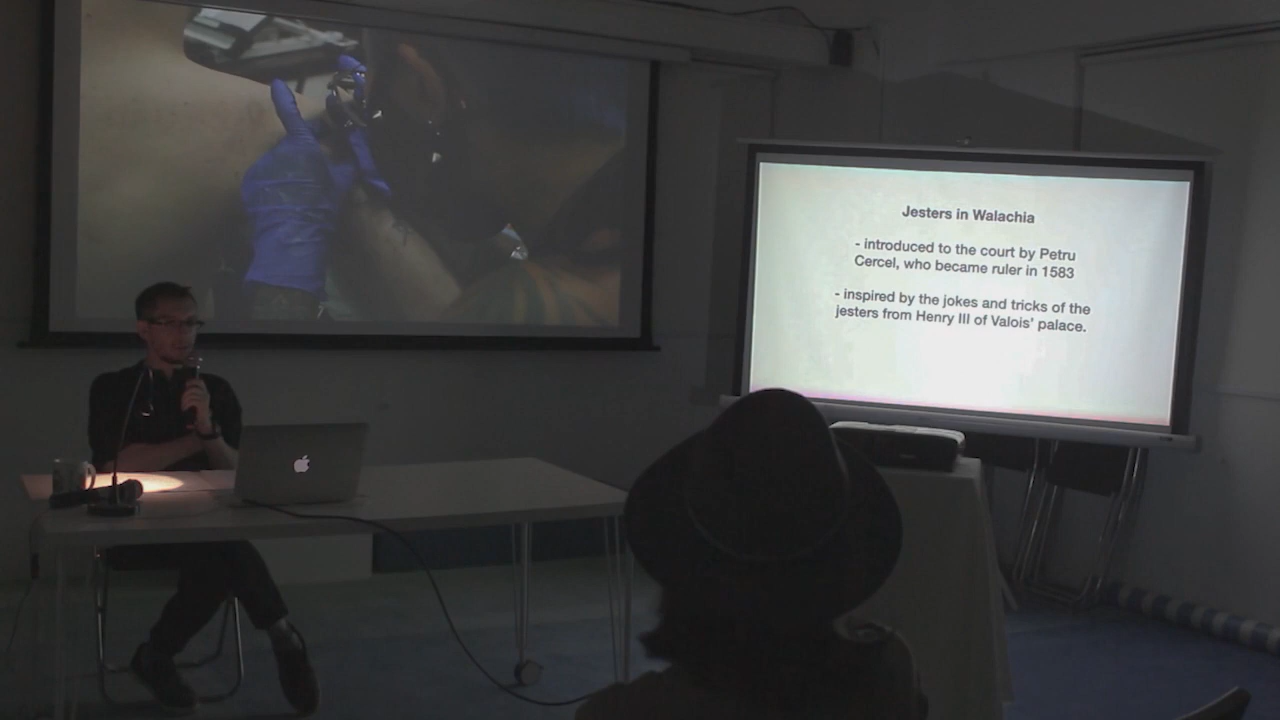 Jesters in Walachia
- introduced to the court by Petru
Cercel, who became ruler in 1583
- inspired by the jokes and tricks of the
jesters from Henry III of Valois' palace.